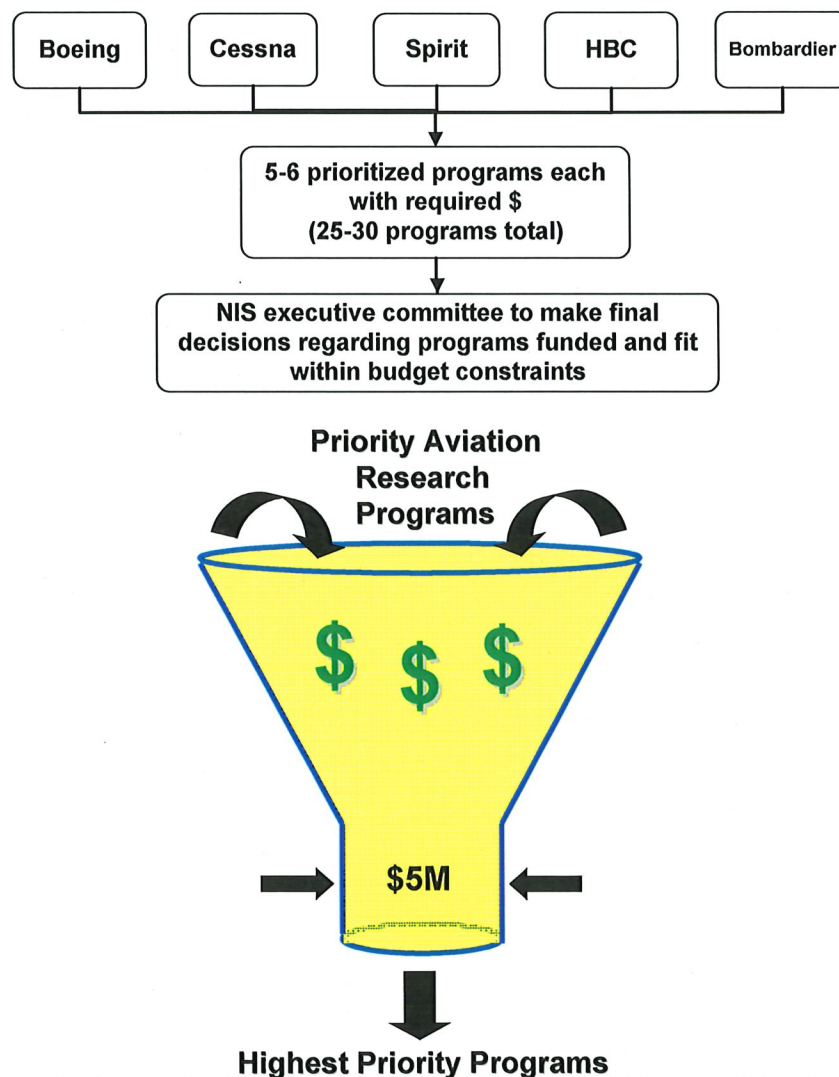 Boeing
Cessna
Spirit
HBC
Bombardier
5-6 prioritized programs each
with required $
(25-30 programs total)
NIS executive committee to make final
decisions regarding programs funded and fit
within budget constraints
Priority Aviation
Research
Programs
$ $ $
$5M
Highest Priority Programs